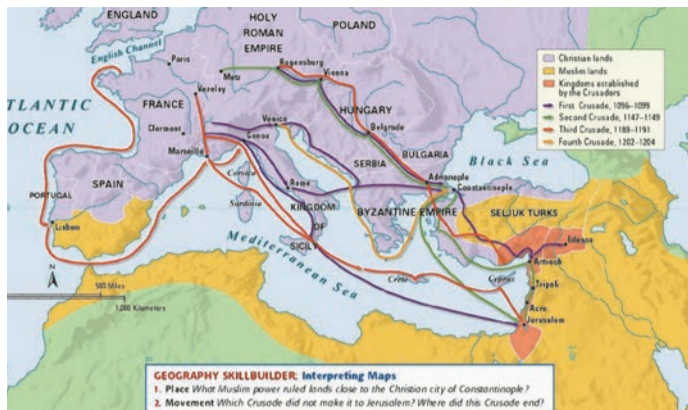 ENGLAND
HOLY
ROMAN
EMPIRE
POLAND
English Channel
Paris
Metz
Regensburg
Vienna
Vezeley
ATLANTIC
OCEAN
FRANCE
HUNGARY
Clermont
Venice
Genoa
Belgrade
Marseille
SERBIA
BULGARIA
Black Sea
Corsica
Adrianople
Constantinople
PORTUGAL
SPAIN
Rome
Sardinia
KINGDOM
OF
SICILY
BYZANTINE EMPIRE
SELJUK TURKS
Lisbon
Edessa
Antioch
Mediterranean Sea
Crete
Cyprus
Tripoli
Acre
Jerusalem
N
500 Miles
1,000 Kilometers
Christian lands
Muslim lands
Kingdoms established
by the Crusaders
First Crusade, 1096–1099
Second Crusade, 1147–1149
Third Crusade, 1189–1191
Fourth Crusade, 1202–1204
GEOGRAPHY SKILLBUILDER: Interpreting Maps
1. Place What Muslim power ruled lands close to the Christian city of Constantinople?
2. Movement Which Crusade did not make it to Jerusalem? Where did this Crusade end?